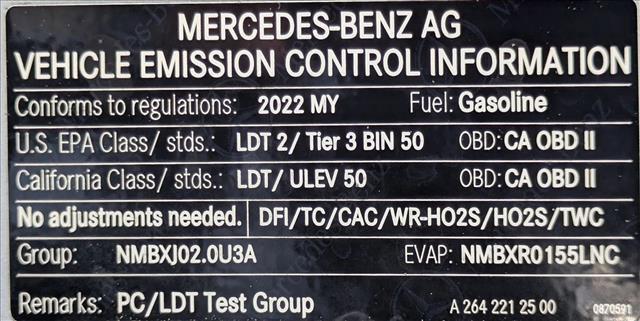 MERCEDES-BENZ AG
VEHICLE EMISSION CONTROL INFORMATION
Conforms to regulations: 2022 MY Fuel: Gasoline
U.S. EPA Class/ stds.: LDT 2/ Tier 3 BIN 50 OBD: CA OBD II
California Class/ stds.: LDT/ ULEV 50 OBD: CA OBD II
No adjustments needed. DFI/TC/CAC/WR-HO2S/HO2S/TWC
Group: NMBXJ02.0U3A EVAP: NMBXR0155LNC
Remarks: PC/LDT Test Group A 264 221 25 00 0870591